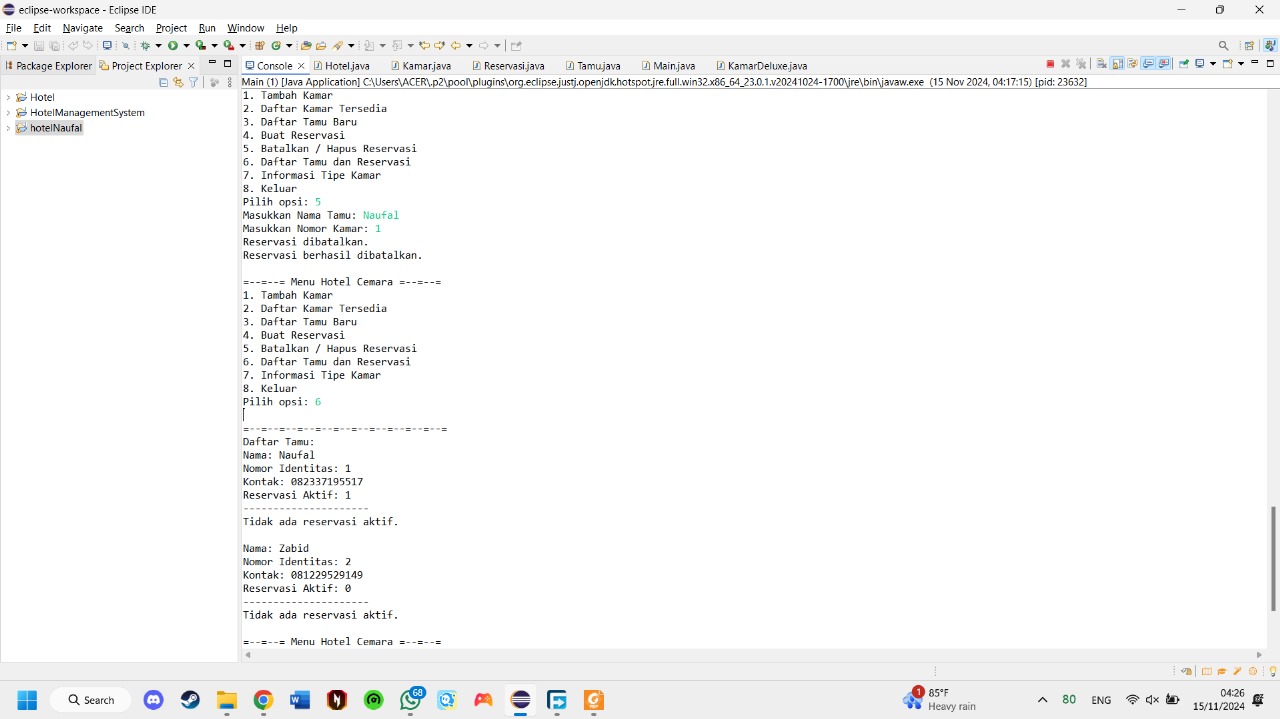 eclipse-workspace - Eclipse IDE
File Edit Navigate Search Project Run Window Help
Package Explorer Project Explorer Console Hotel.java Kamar.java Reservasi.java Tamu.java Main.java KamarDeluxe.java
Main (1) [Java Application] C:\Users\ACER\.p2\pool\plugins\org.eclipse.justj.openjdk.hotspot.jre.full.win32.x86_64_23.0.1.v20241024-1700\jre\bin\javaw.exe (15 Nov 2024, 04:17:15) [pid: 23632]
Hotel
HotelManagementSystem
hotelNaufal
1. Tambah Kamar
2. Daftar Kamar Tersedia
3. Daftar Tamu Baru
4. Buat Reservasi
5. Batalkan / Hapus Reservasi
6. Daftar Tamu dan Reservasi
7. Informasi Tipe Kamar
8. Keluar
Pilih opsi: 5
Masukkan Nama Tamu: Naufal
Masukkan Nomor Kamar: 1
Reservasi dibatalkan.
Reservasi berhasil dibatalkan.
=--=--= Menu Hotel Cemara =--=--=
1. Tambah Kamar
2. Daftar Kamar Tersedia
3. Daftar Tamu Baru
4. Buat Reservasi
5. Batalkan / Hapus Reservasi
6. Daftar Tamu dan Reservasi
7. Informasi Tipe Kamar
8. Keluar
Pilih opsi: 6
=--=--=--=--=--=--=--=--=--=--=--=
Daftar Tamu:
Nama: Naufal
Nomor Identitas: 1
Kontak: 082337195517
Reservasi Aktif: 1
---------------------
Tidak ada reservasi aktif.
Nama: Zabid
Nomor Identitas: 2
Kontak: 081229529149
Reservasi Aktif: 0
---------------------
Tidak ada reservasi aktif.
=--=--= Menu Hotel Cemara =--=--=
Search
68
1
85°F
Heavy rain
80
ENG
04:26
15/11/2024